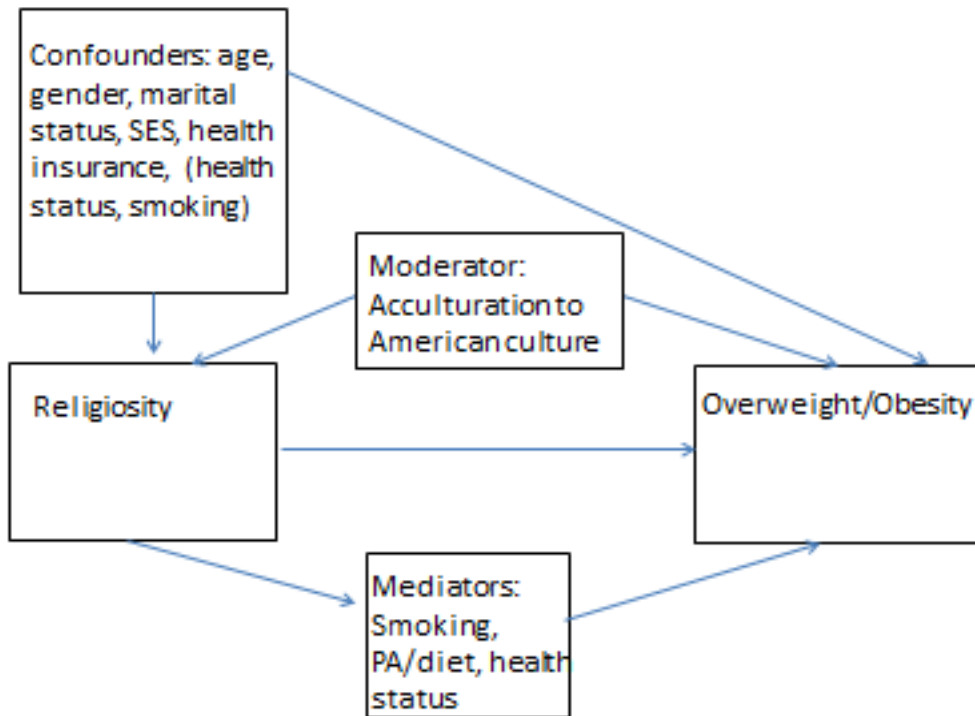 Confounders: age,
gender, marital
status, SES, health
insurance, (health
status, smoking)
Moderator:
Acculturation to
American culture
Religiosity
Overweight/Obesity
Mediators:
Smoking,
PA/diet, health
status